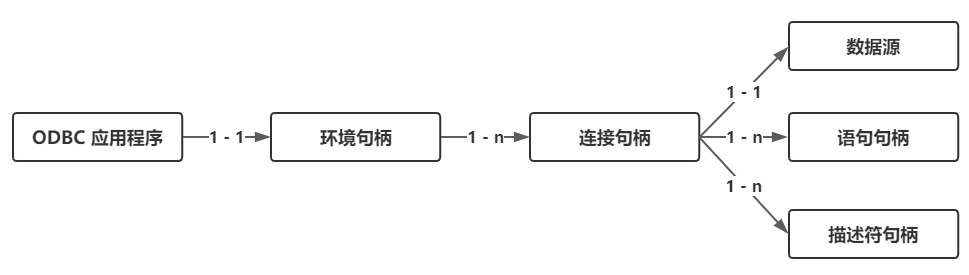 ODBC 应用程序
1 - 1
环境句柄
1 - n
连接句柄
1 - 1
数据源
1 - n
语句句柄
1 - n
描述符句柄